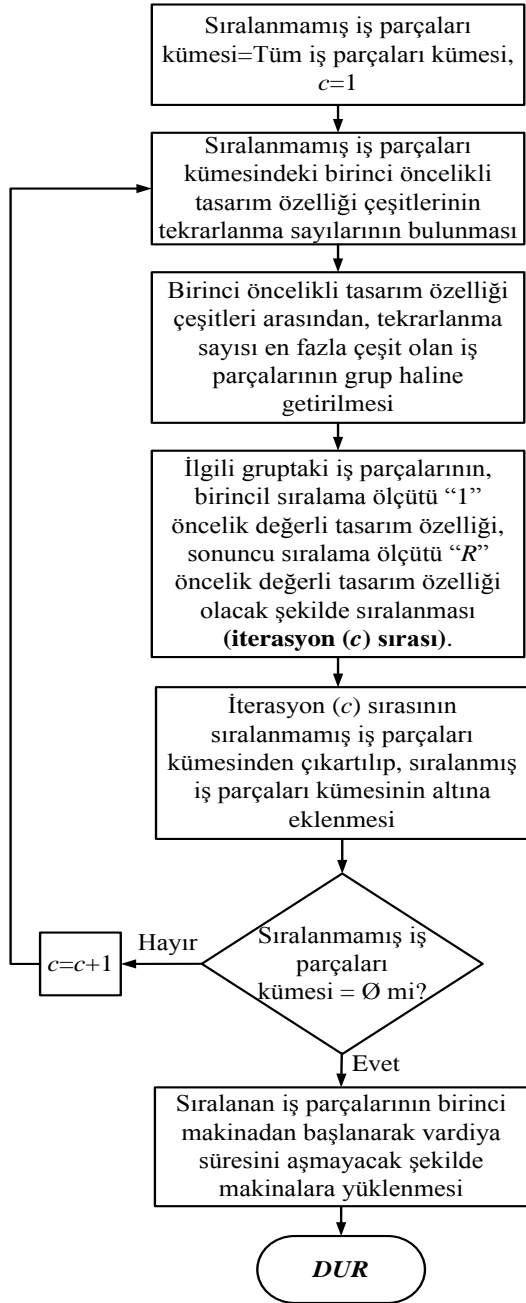 Sıralanmamış iş parçaları
kümesi=Tüm iş parçaları kümesi,
c=1
Sıralanmamış iş parçaları
kümesindeki birinci öncelikli
tasarım özelliği çeşitlerinin
tekrarlanma sayılarının bulunması
Birinci öncelikli tasarım özelliği
çeşitleri arasından, tekrarlanma
sayısı en fazla çeşit olan iş
parçalarının grup haline
getirilmesi
İlgili gruptaki iş parçalarının,
birincil sıralama ölçütü “1”
öncelik değerli tasarım özelliği,
sonuncu sıralama ölçütü “R”
öncelik değerli tasarım özelliği
olacak şekilde sıralanması
(iterasyon (c) sırası).
İterasyon (c) sırasının
sıralanmamış iş parçaları
kümesinden çıkartılıp, sıralanmış
iş parçaları kümesinin altına
eklenmesi
Sıralanmamış iş
parçaları
kümesi = Ø mi?
Hayır
c=c+1
Evet
Sıralanan iş parçalarının birinci
makinadan başlanarak vardiya
süresini aşmayacak şekilde
makinalara yüklenmesi
DUR